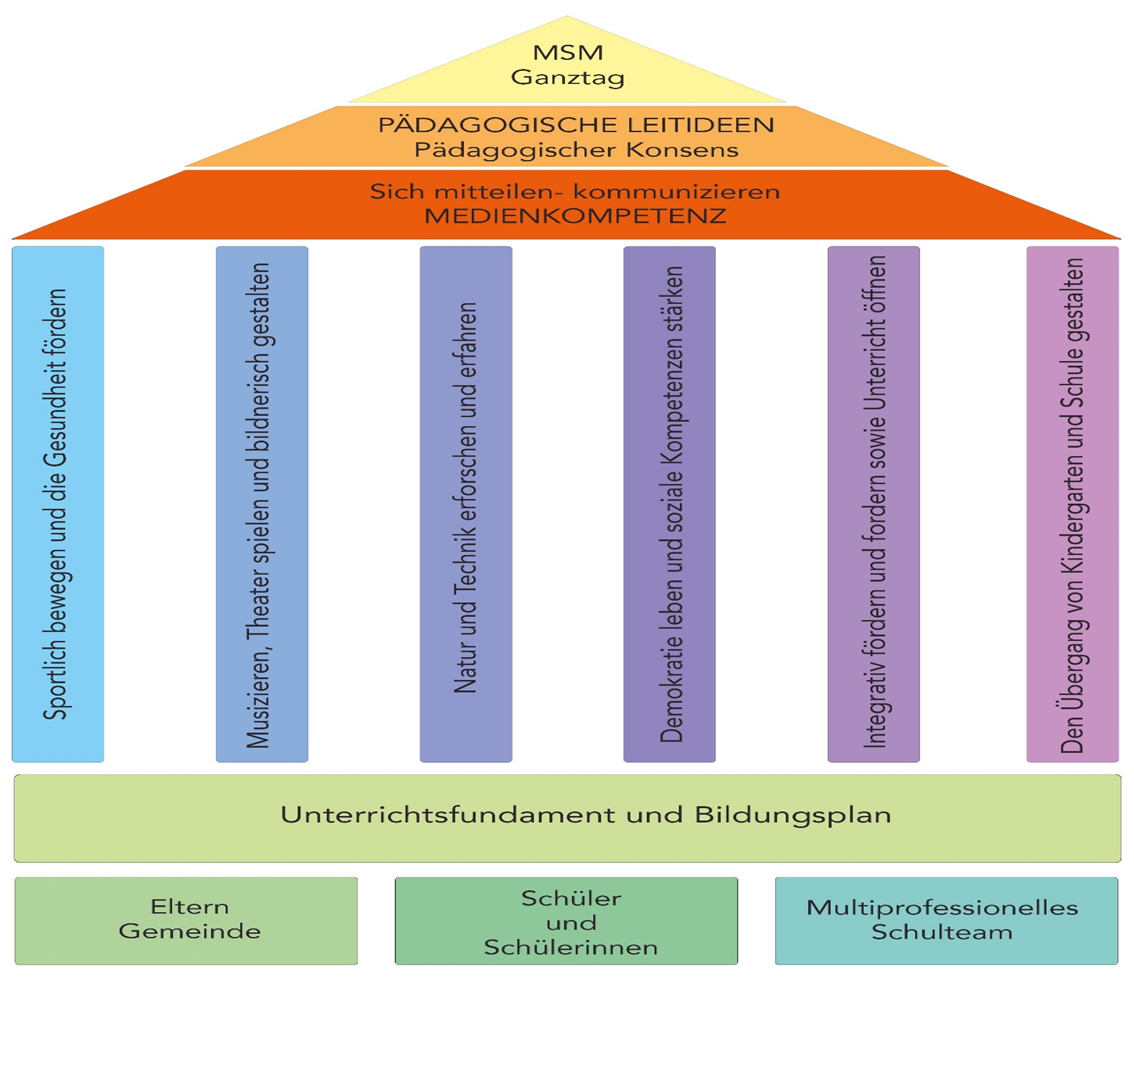 MSM
Ganztag
PÄDAGOGISCHE LEITIDEEN
Pädagogischer Konsens
Sich mitteilen- kommunizieren
MEDIENKOMPETENZ
Sportlich bewegen und die Gesundheit fördern
Musizieren, Theater spielen und bildnerisch gestalten
Natur und Technik erforschen und erfahren
Demokratie leben und soziale Kompetenzen stärken
Integrativ fördern und fordern sowie Unterricht öffnen
Den Übergang von Kindergarten und Schule gestalten
Unterrichtsfundament und Bildungsplan
Eltern
Gemeinde
Schüler
und
Schülerinnen
Multiprofessionelles
Schulteam